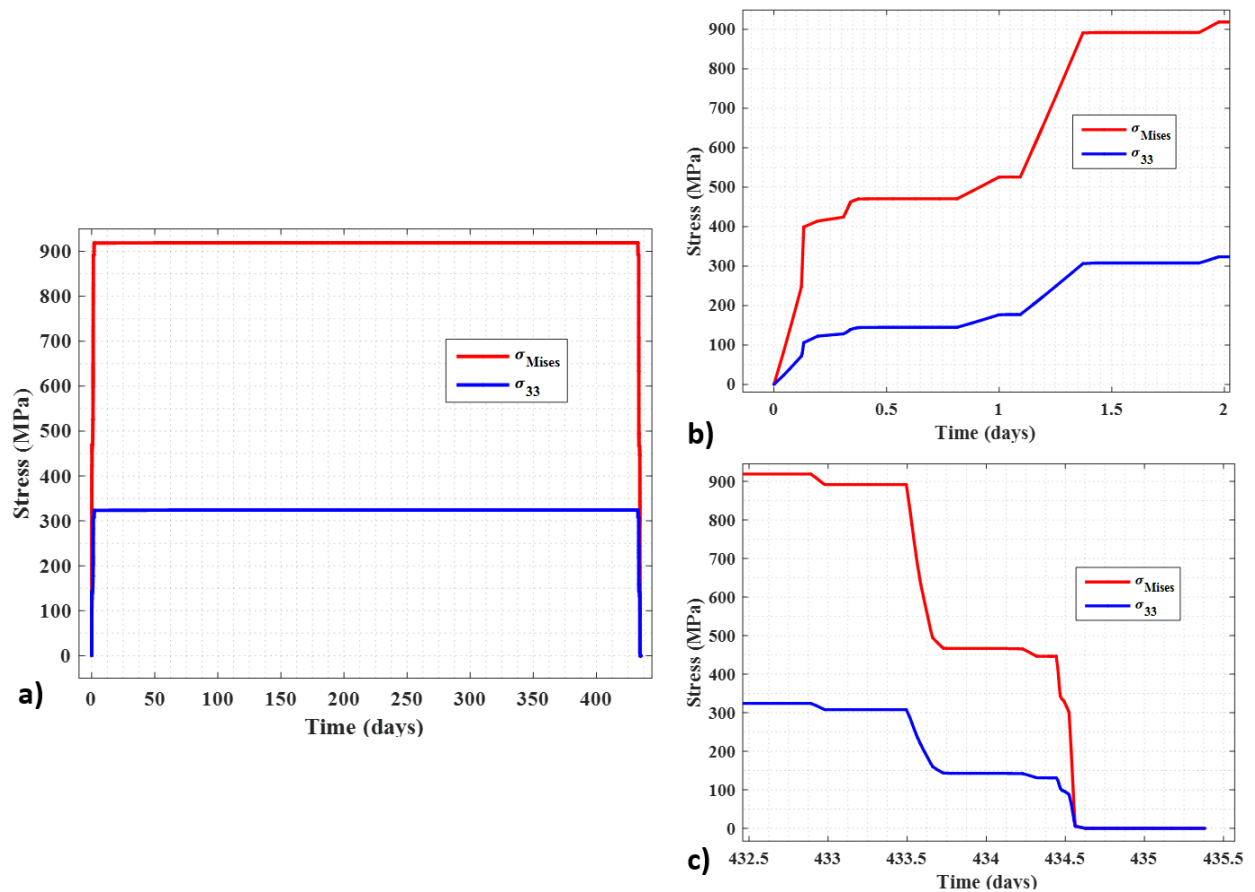 900
800
700
600
500
400
300
200
100
0
Stress (MPa)
σMises
σ33
0 50 100 150 200 250 300 350 400
Time (days)
a)
900
800
700
600
500
400
300
200
100
0
Stress (MPa)
σMises
σ33
0 0.5 1 1.5 2
Time (days)
b)
900
800
700
600
500
400
300
200
100
0
Stress (MPa)
σMises
σ33
432.5 433 433.5 434 434.5 435 435.5
Time (days)
c)